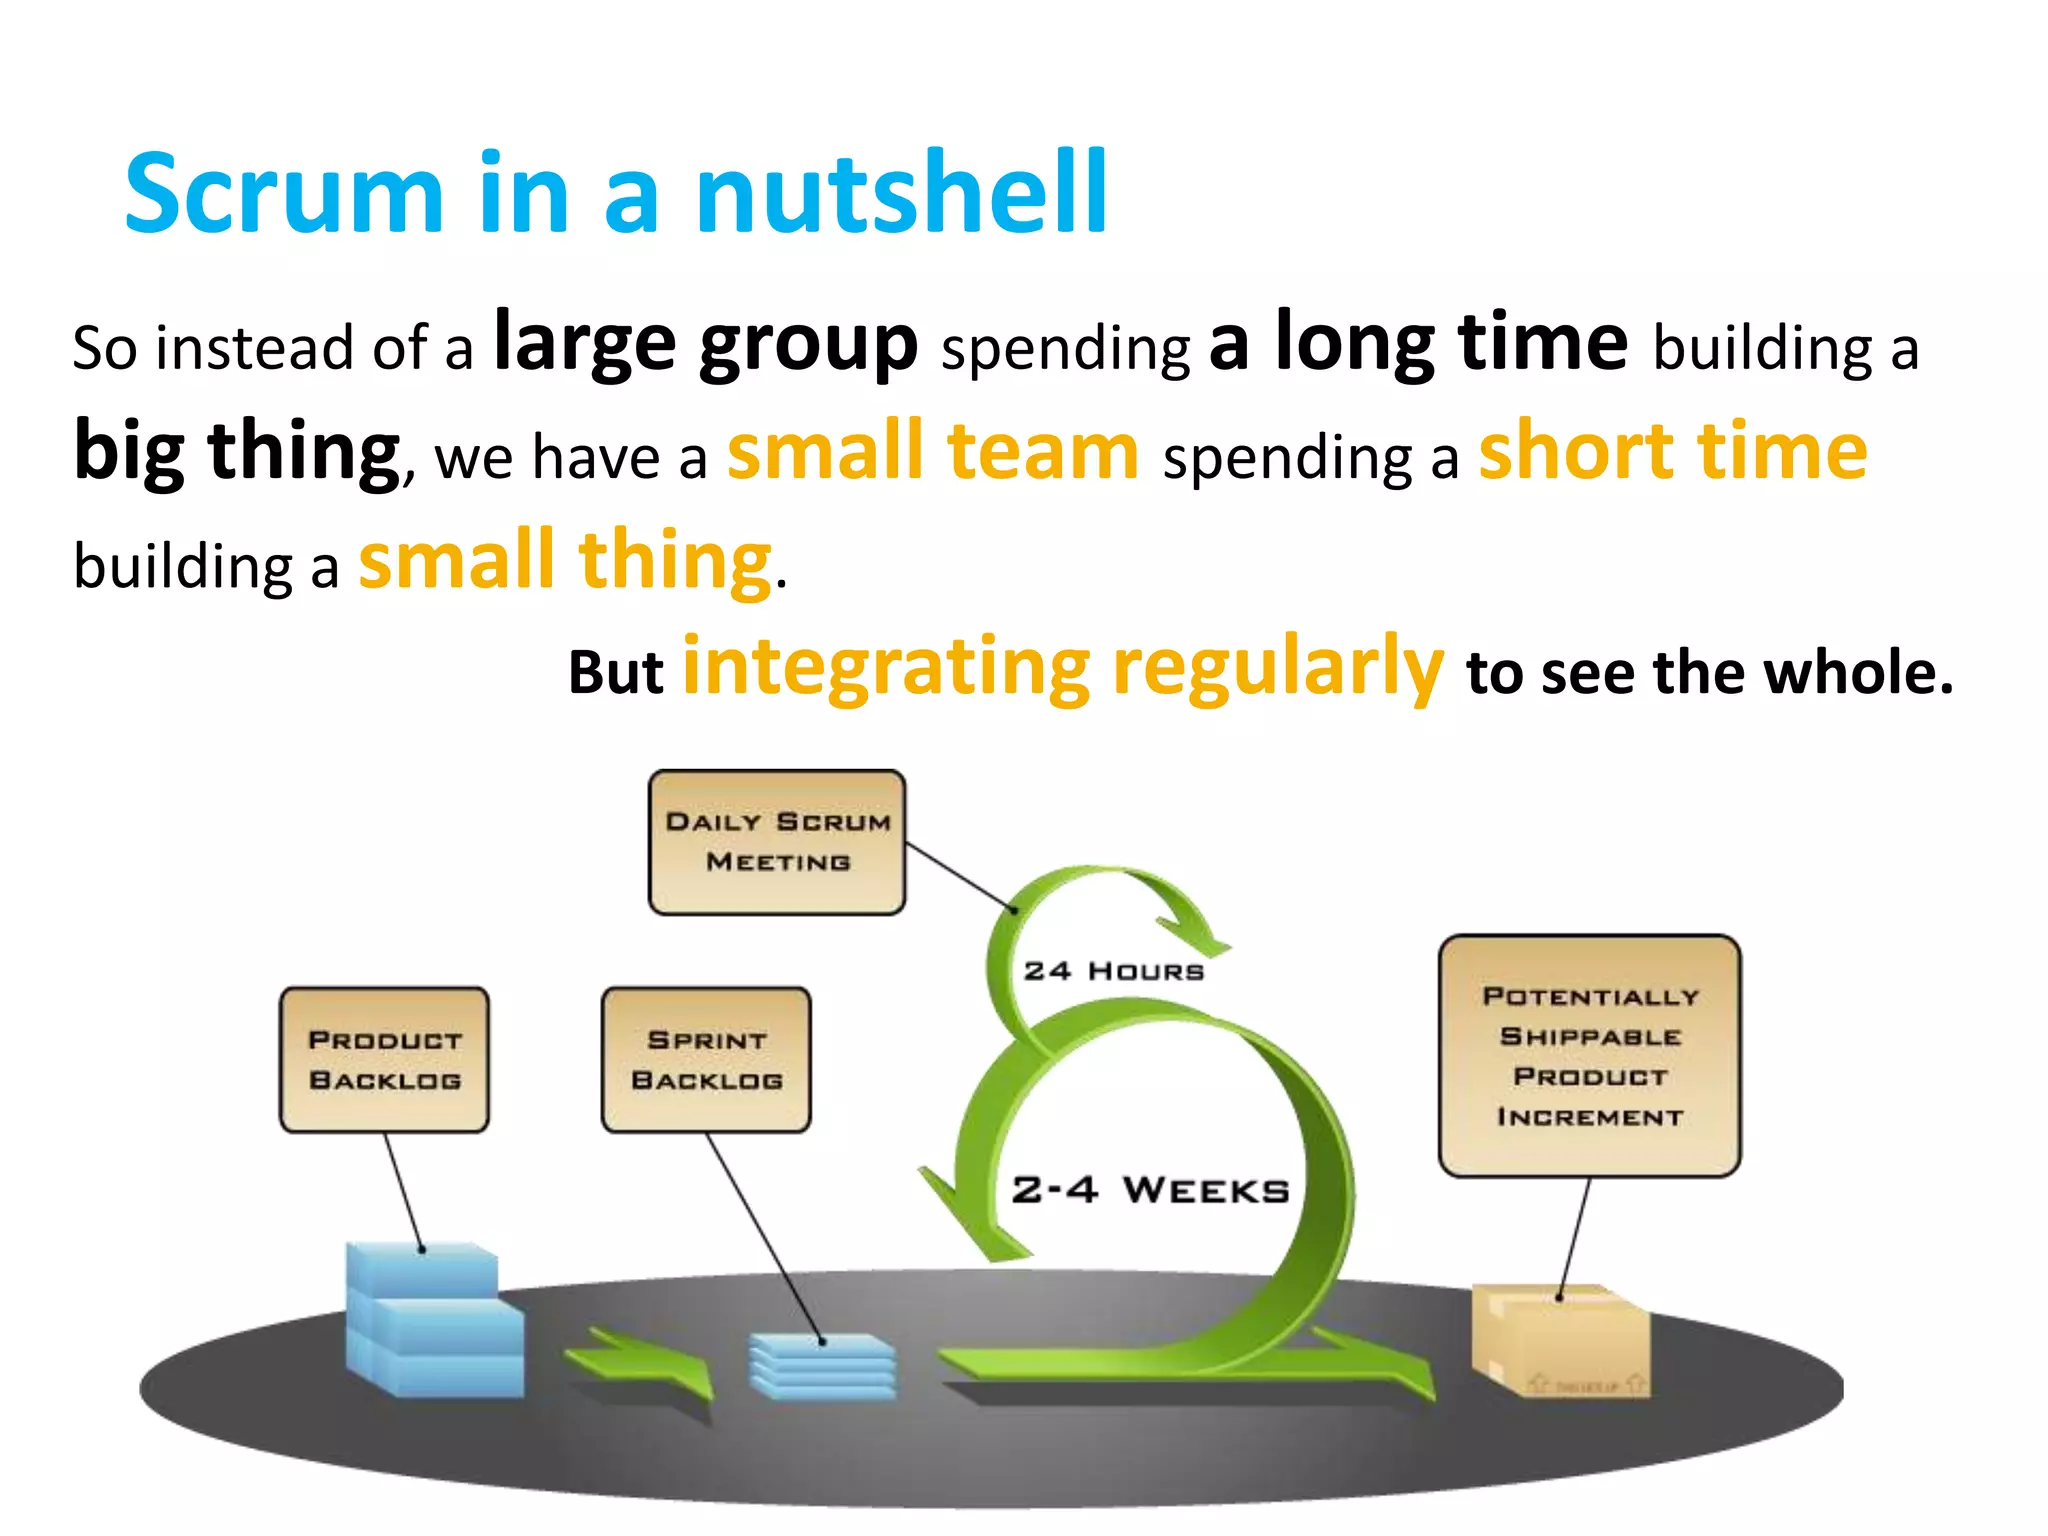 Scrum in a nutshell
So instead of a large group spending a long time building a
big thing, we have a small team spending a short time
building a small thing.
But integrating regularly to see the whole.
DAILY SCRUM
MEETING
24 HOURS
PRODUCT
BACKLOG
SPRINT
BACKLOG
2-4 WEEKS
POTENTIALLY
SHIPPABLE
PRODUCT
INCREMENT